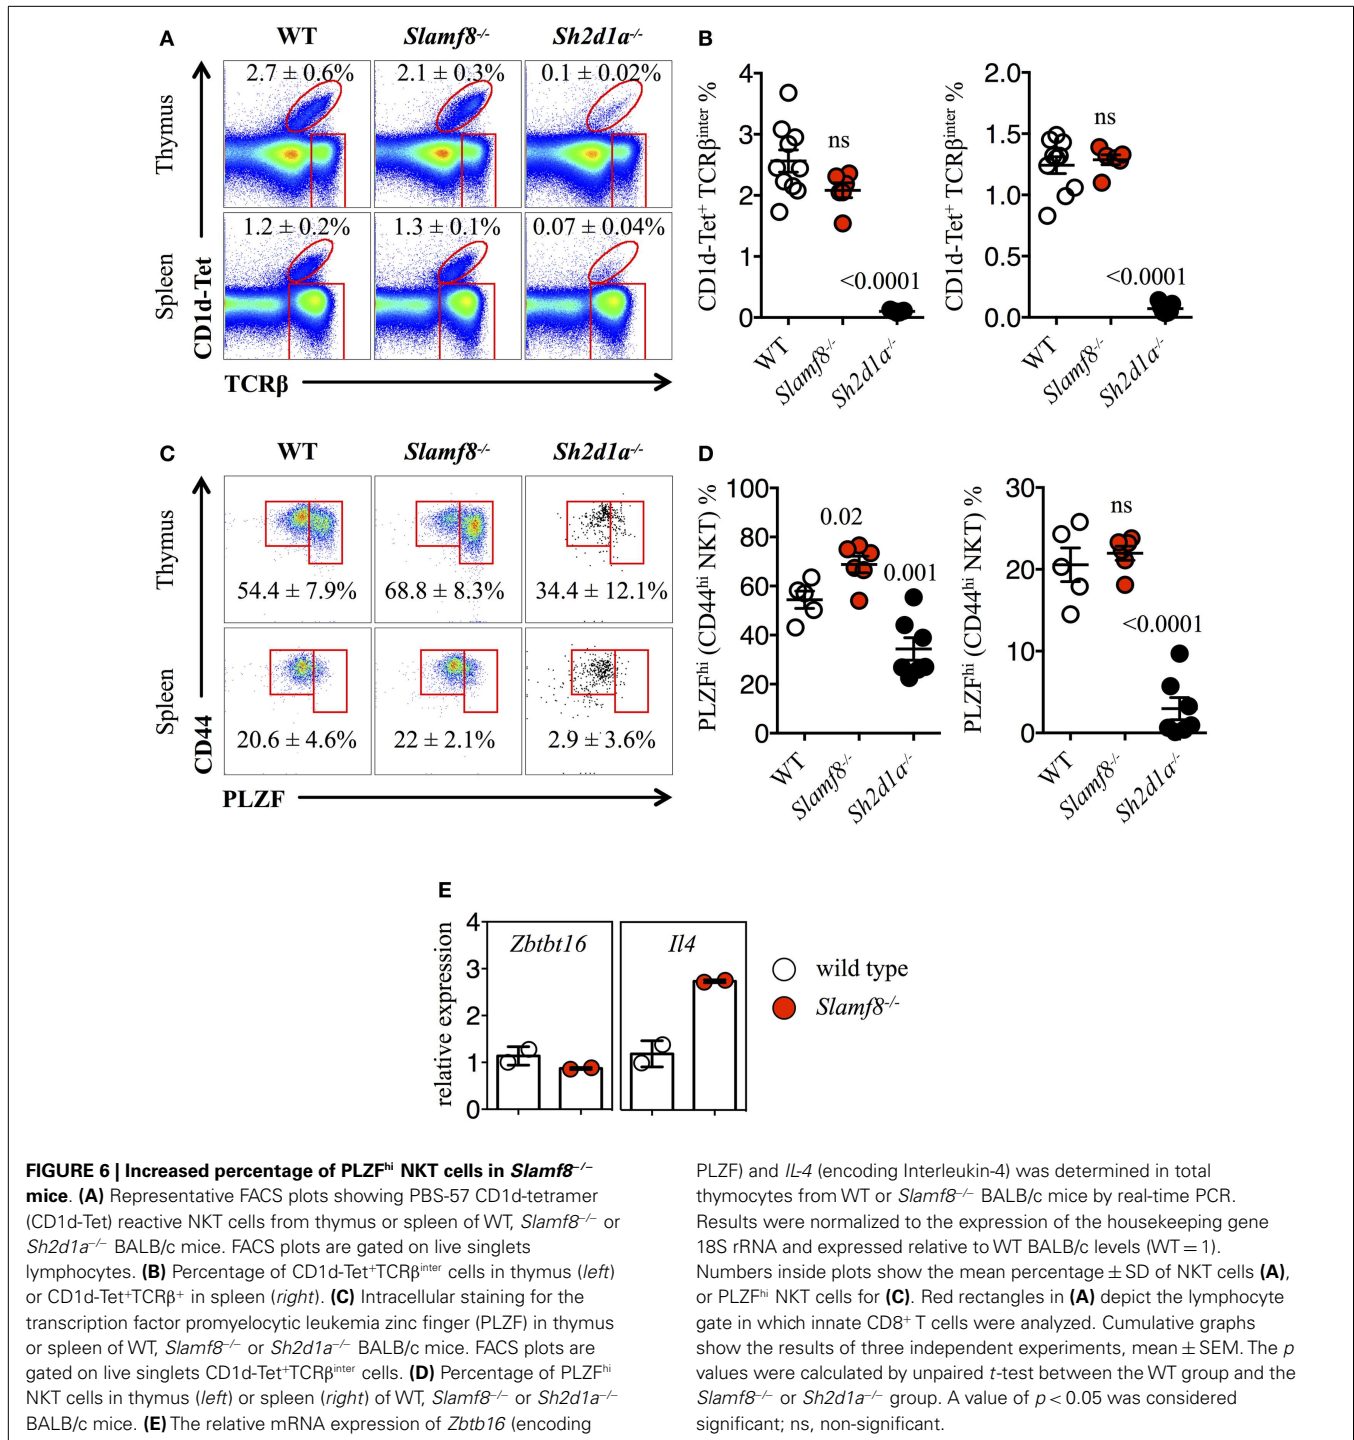 A
WT
Slamf8-/-
Sh2d1a-/-
Thymus
2.7 ± 0.6%
2.1 ± 0.3%
0.1 ± 0.02%
Spleen
1.2 ± 0.2%
1.3 ± 0.1%
0.07 ± 0.04%
CD1d-Tet
TCRβ
B
CD1d-Tet+ TCRβinter %
4
3
2
1
0
ns
<0.0001
WT
Slamf8-/-
Sh2d1a-/-
CD1d-Tet+ TCRβinter %
2.0
1.5
1.0
0.5
0.0
ns
<0.0001
WT
Slamf8-/-
Sh2d1a-/-
C
WT
Slamf8-/-
Sh2d1a-/-
Thymus
54.4 ± 7.9%
68.8 ± 8.3%
34.4 ± 12.1%
Spleen
20.6 ± 4.6%
22 ± 2.1%
2.9 ± 3.6%
CD44
PLZF
D
PLZFhi (CD44hi NKT) %
100
80
60
40
20
0
0.02
0.001
WT
Slamf8-/-
Sh2d1a-/-
PLZFhi (CD44hi NKT) %
30
20
10
0
ns
<0.0001
WT
Slamf8-/-
Sh2d1a-/-
E
relative expression
4
3
2
1
0
Zbtbt16
Il4
wild type
Slamf8-/-
FIGURE 6 | Increased percentage of PLZFhi NKT cells in Slamf8−/−
mice. (A) Representative FACS plots showing PBS-57 CD1d-tetramer
(CD1d-Tet) reactive NKT cells from thymus or spleen of WT, Slamf8−/− or
Sh2d1a−/− BALB/c mice. FACS plots are gated on live singlets
lymphocytes. (B) Percentage of CD1d-Tet+TCRβinter cells in thymus (left)
or CD1d-Tet+TCRβ+ in spleen (right). (C) Intracellular staining for the
transcription factor promyelocytic leukemia zinc finger (PLZF) in thymus
or spleen of WT, Slamf8−/− or Sh2d1a−/− BALB/c mice. FACS plots are
gated on live singlets CD1d-Tet+TCRβinter cells. (D) Percentage of PLZFhi
NKT cells in thymus (left) or spleen (right) of WT, Slamf8−/− or Sh2d1a−/−
BALB/c mice. (E) The relative mRNA expression of Zbtb16 (encoding
PLZF) and IL-4 (encoding Interleukin-4) was determined in total
thymocytes from WT or Slamf8−/− BALB/c mice by real-time PCR.
Results were normalized to the expression of the housekeeping gene
18S rRNA and expressed relative to WT BALB/c levels (WT = 1).
Numbers inside plots show the mean percentage ± SD of NKT cells (A),
or PLZFhi NKT cells for (C). Red rectangles in (A) depict the lymphocyte
gate in which innate CD8+ T cells were analyzed. Cumulative graphs
show the results of three independent experiments, mean ± SEM. The p
values were calculated by unpaired t-test between the WT group and the
Slamf8−/− or Sh2d1a−/− group. A value of p < 0.05 was considered
significant; ns, non-significant.